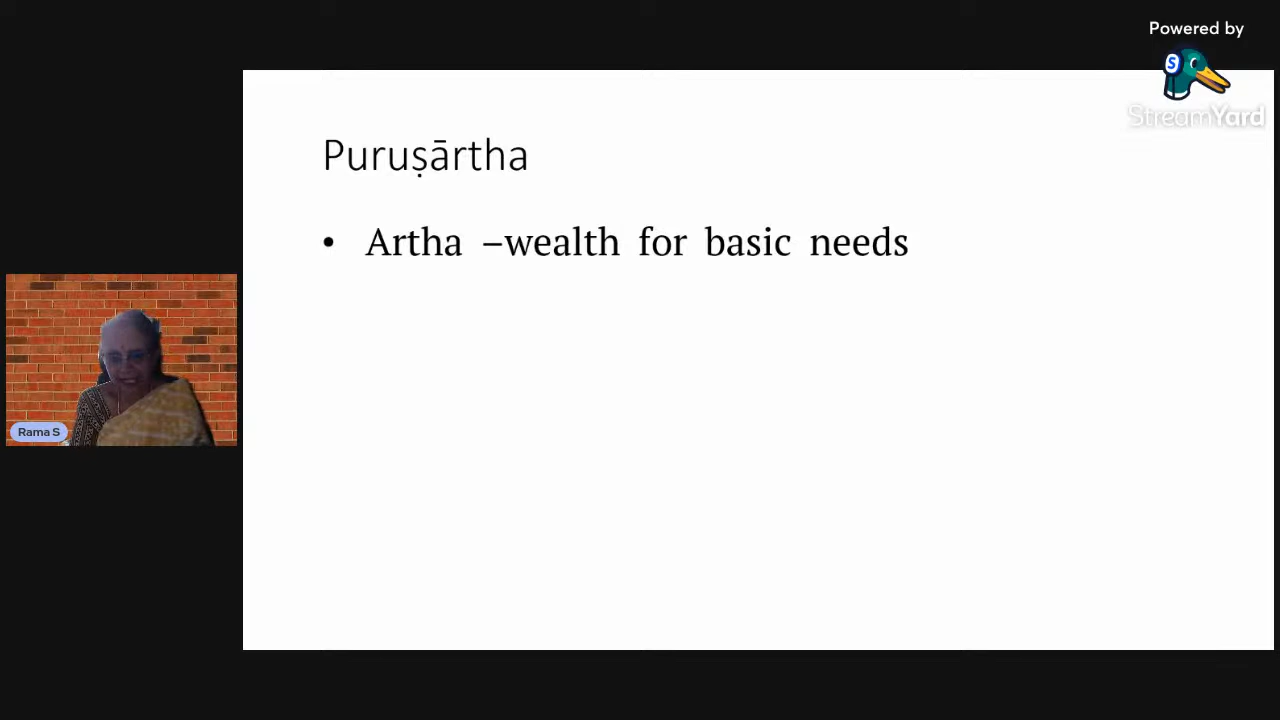 Powered by
StreamYard
Puruṣārtha
• Artha –wealth for basic needs
Rama S